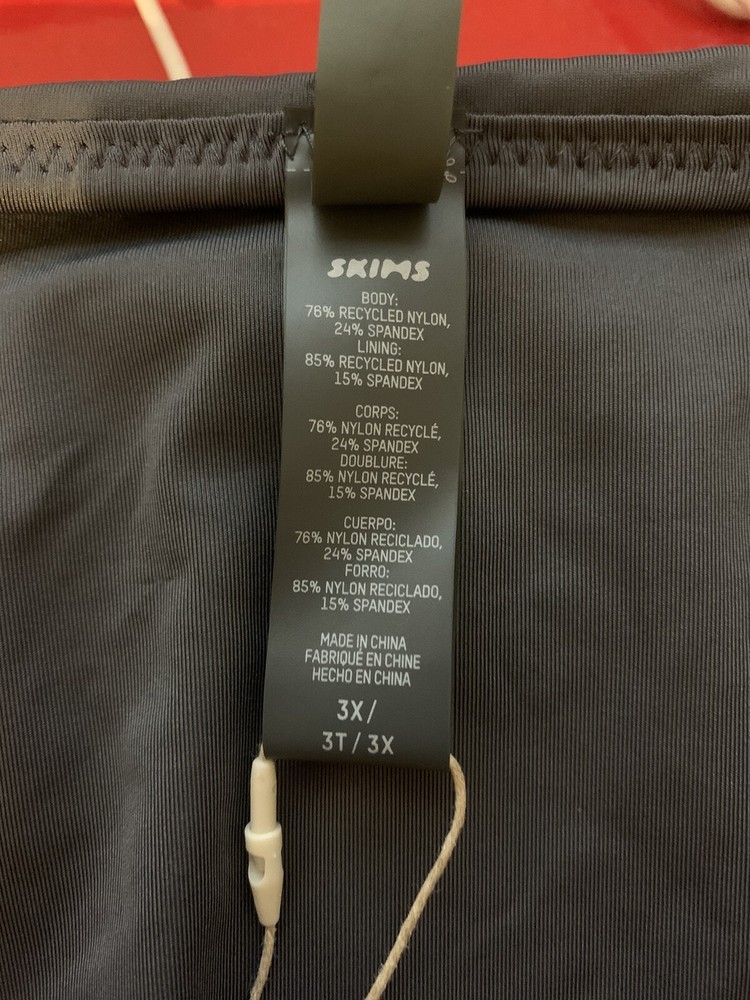 SKIMS
BODY:
76% RECYCLED NYLON,
24% SPANDEX
LINING:
85% RECYCLED NYLON,
15% SPANDEX
CORPS:
76% NYLON RECYCLÉ,
24% SPANDEX
DOUBLURE:
85% NYLON RECYCLÉ,
15% SPANDEX
CUERPO:
76% NYLON RECICLADO,
24% SPANDEX
FORRO:
85% NYLON RECICLADO,
15% SPANDEX
MADE IN CHINA
FABRIQUÉ EN CHINE
HECHO EN CHINA
3X/
3T / 3X